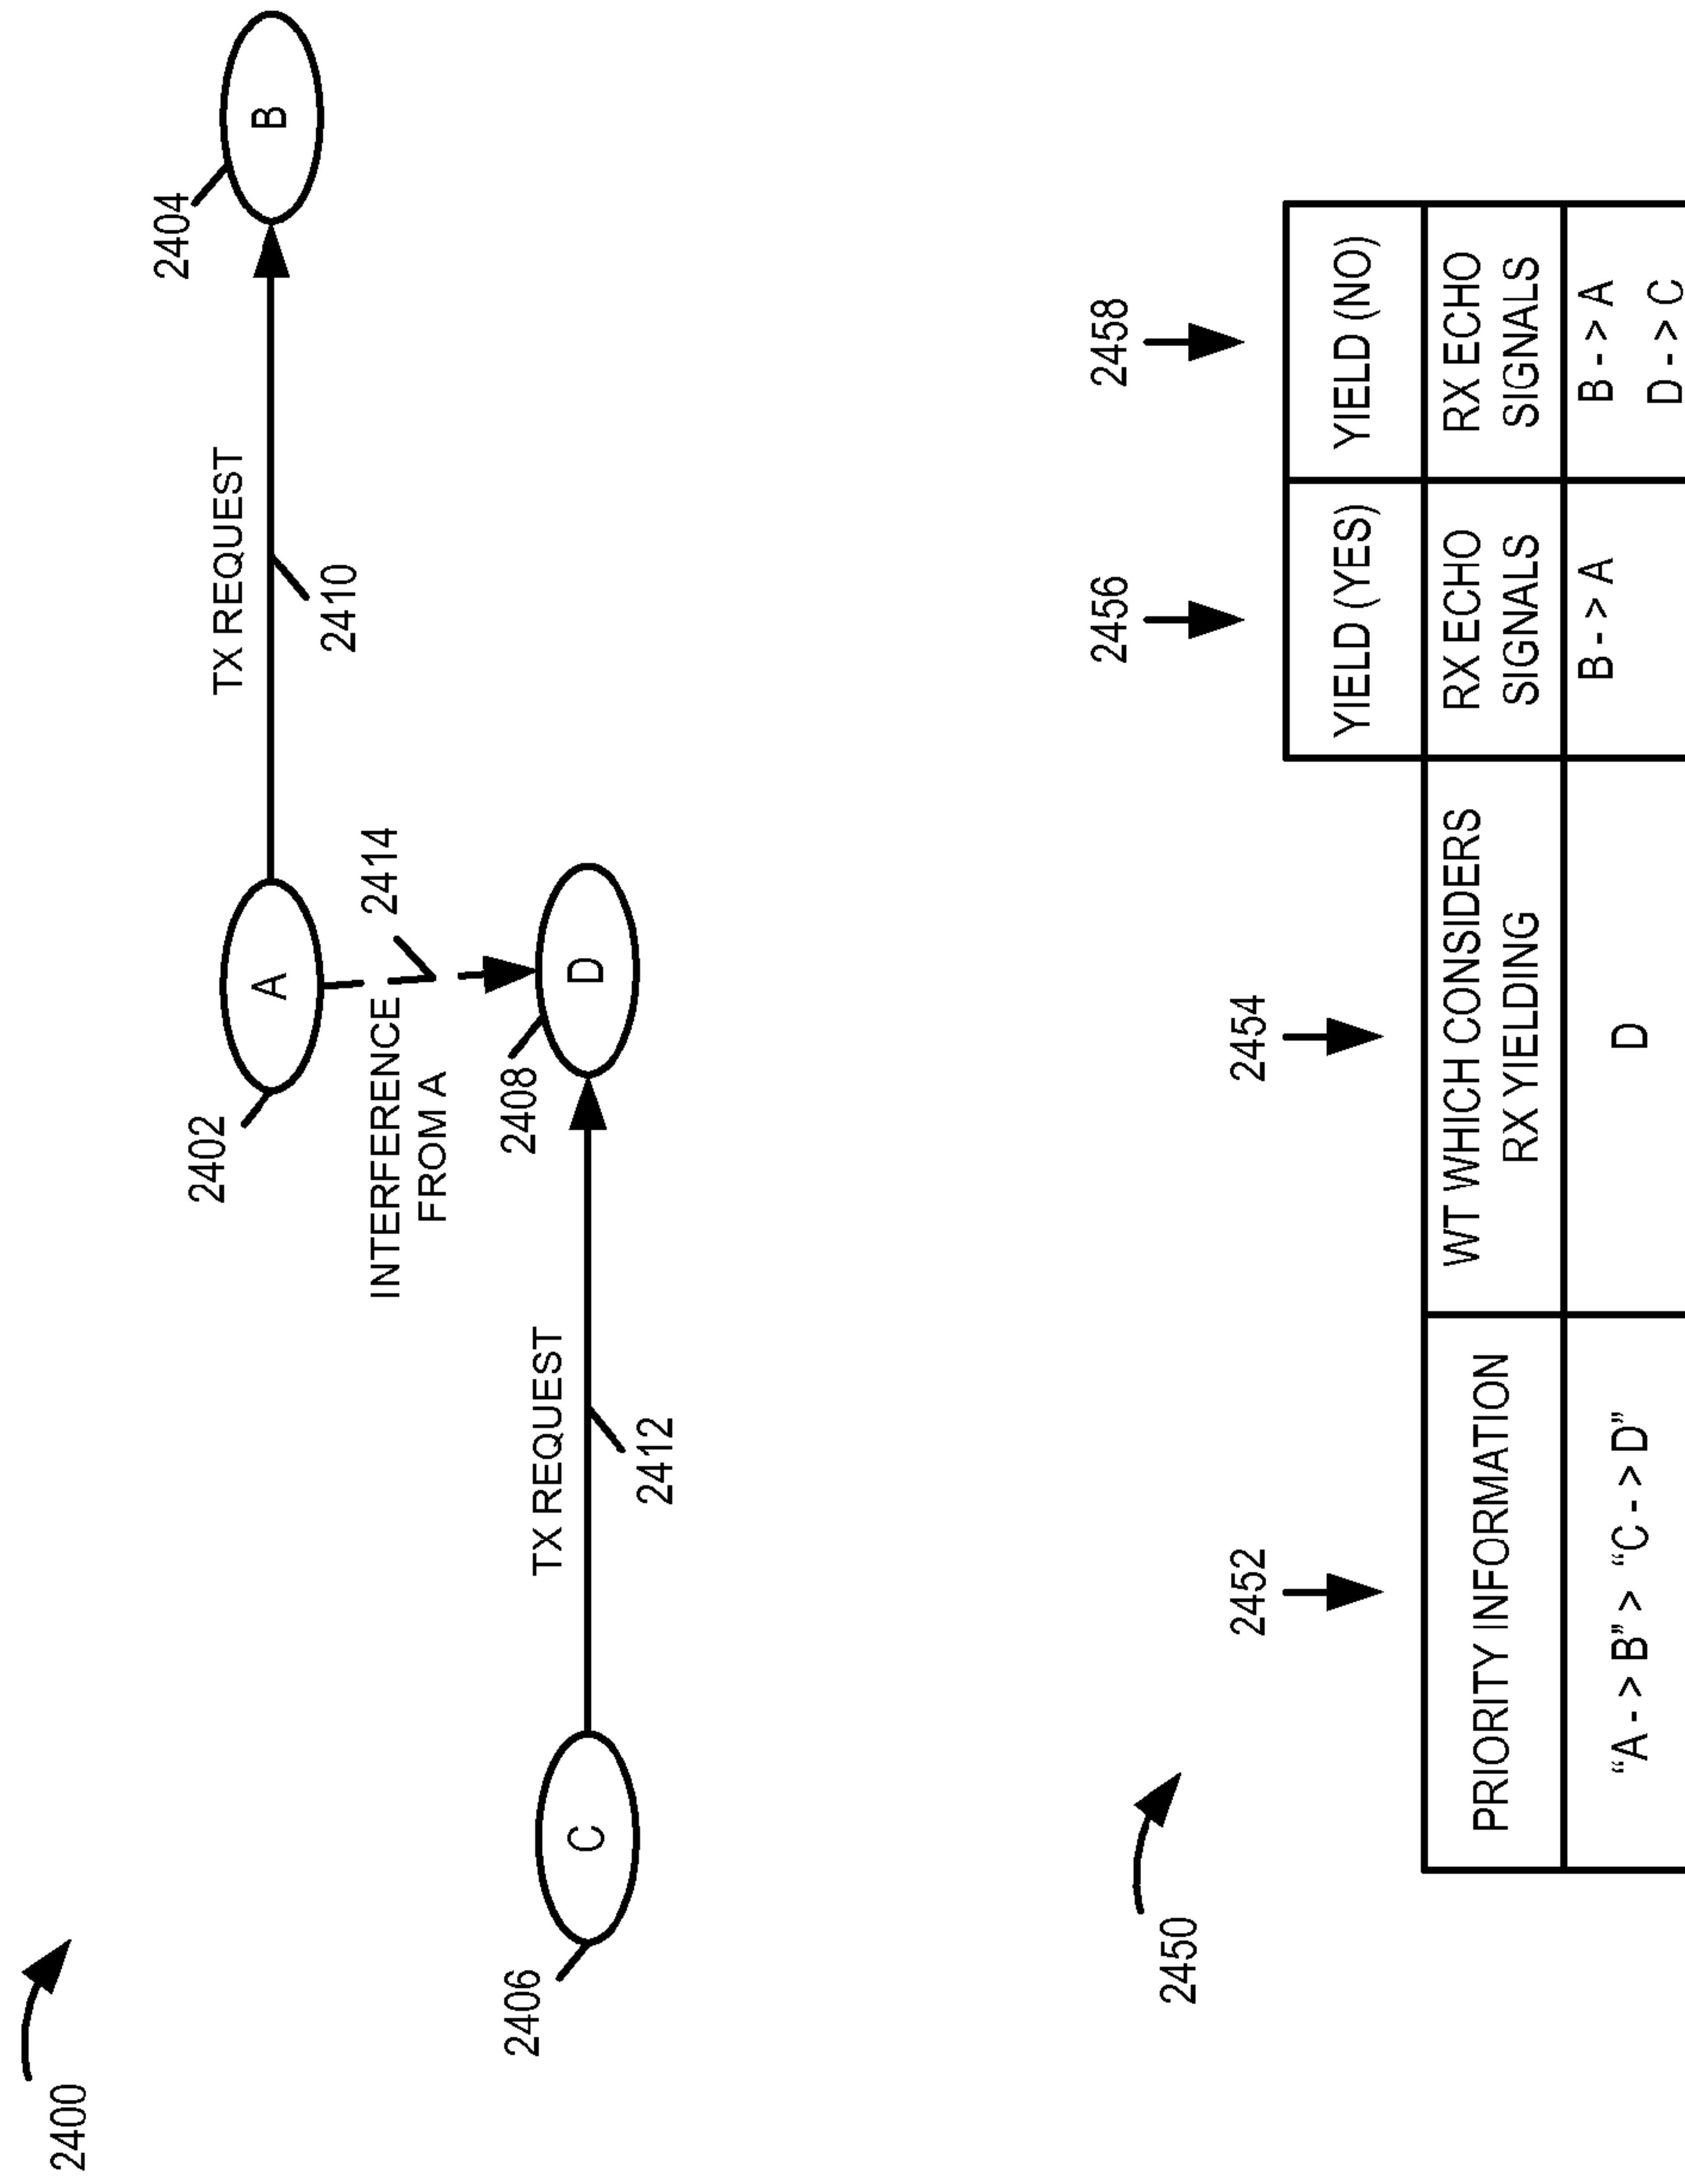 2400
2402
A
TX REQUEST
2410
2404
B
INTERFERENCE
FROM A
2414
2406
C
TX REQUEST
2412
2408
D
2450
2452
2454
2456
2458
YIELD (YES)
YIELD (NO)
PRIORITY INFORMATION
WT WHICH CONSIDERS
RX YIELDING
RX ECHO
SIGNALS
RX ECHO
SIGNALS
“A - > B” > “C - > D”
D
B - > A
B - > A
D - > C